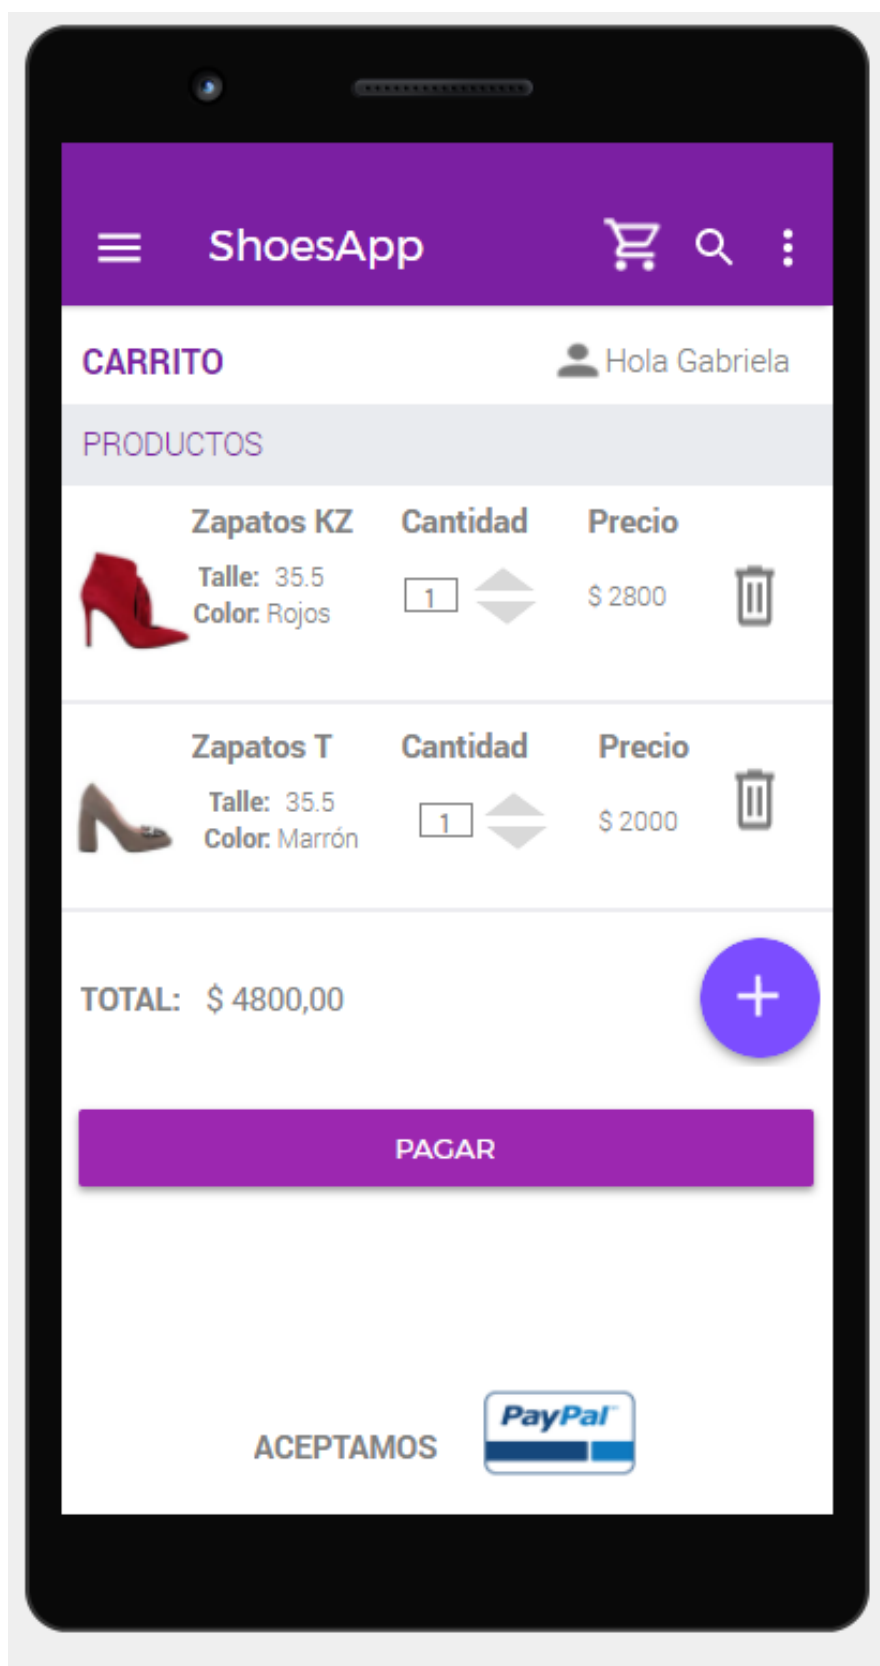 ShoesApp
CARRITO
Hola Gabriela
PRODUCTOS
Zapatos KZ Cantidad Precio
Talle: 35.5
Color: Rojos
1
$ 2800
Zapatos T Cantidad Precio
Talle: 35.5
Color: Marrón
1
$ 2000
TOTAL: $ 4800,00
PAGAR
ACEPTAMOS
PayPal